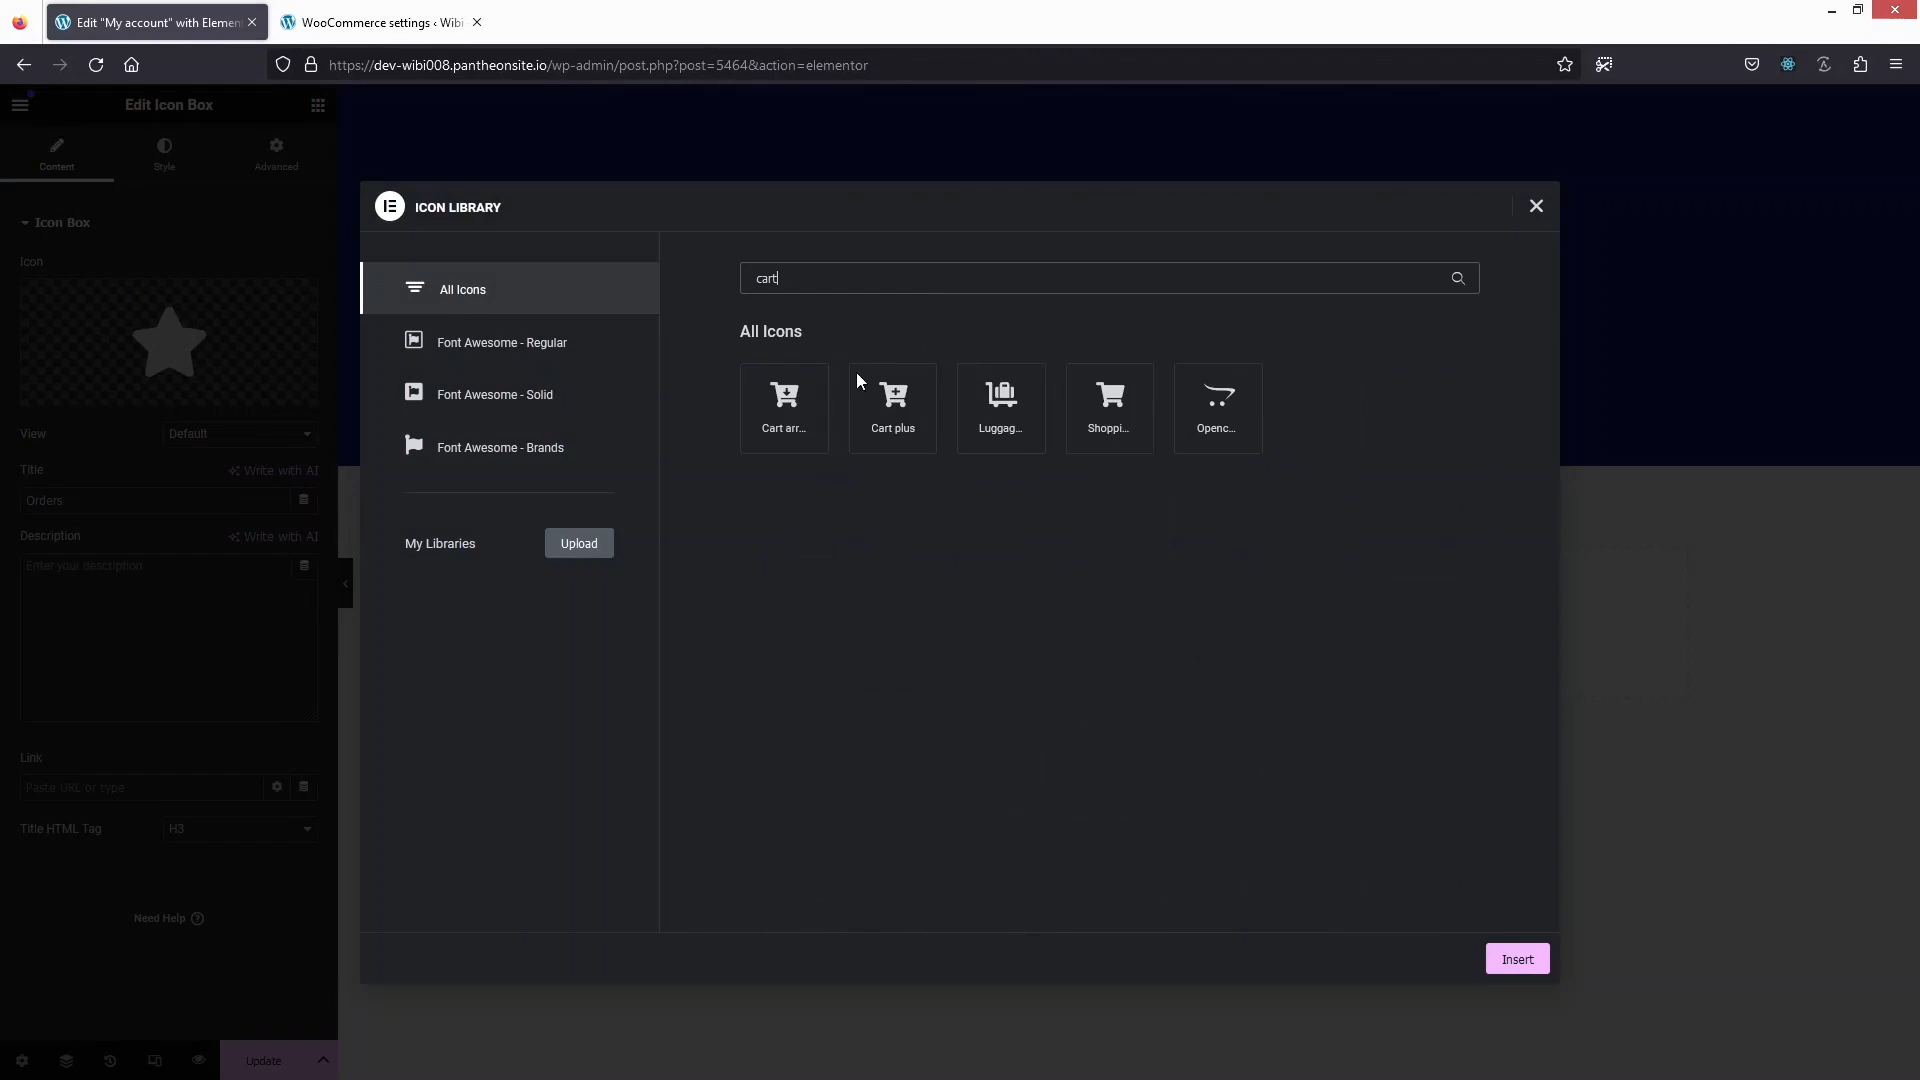 Edit "My account" with Elemen
WooCommerce settings ‹ Wibi
https://dev-wibi008.pantheonsite.io/wp-admin/post.php?post=5464&action=elementor
Edit Icon Box
Content
Style
Advanced
Icon Box
Icon
View
Default
Title
Write with AI
Orders
Description
Write with AI
Enter your description
Link
Paste URL or type
Title HTML Tag
H3
Need Help
Update
ICON LIBRARY
All Icons
Font Awesome - Regular
Font Awesome - Solid
Font Awesome - Brands
My Libraries
Upload
cart
All Icons
Cart arr...
Cart plus
Luggag...
Shoppi...
Openc...
Insert